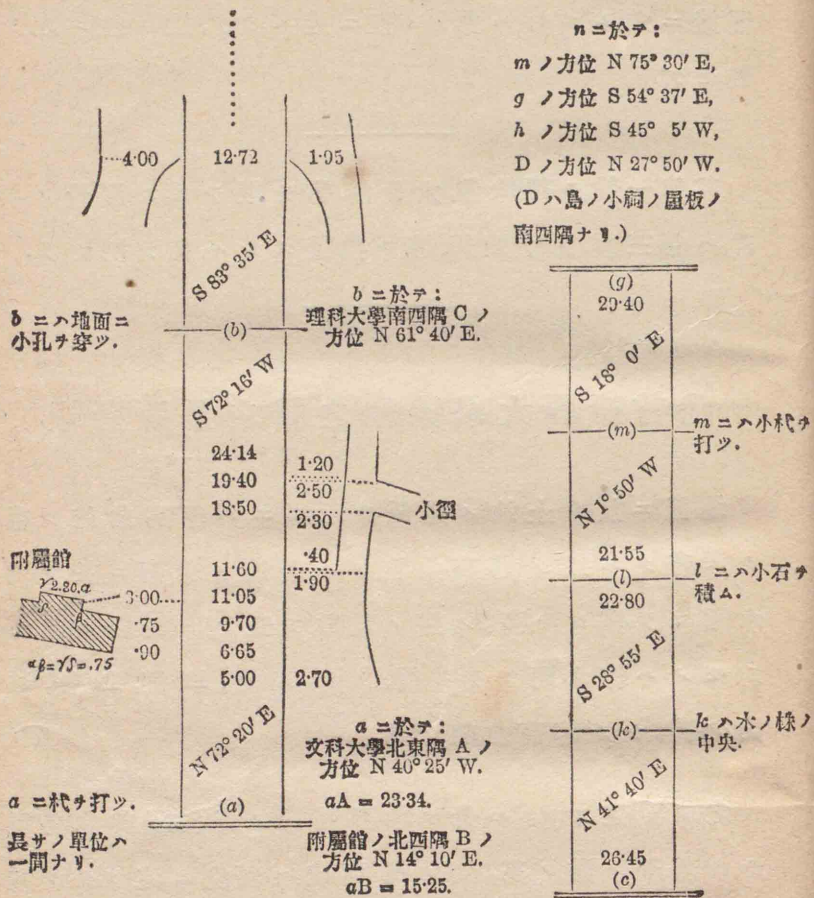 n ニ於テ：
m ノ方位 N 75° 30′ E,
g ノ方位 S 54° 37′ E,
h ノ方位 S 45° 5′ W,
D ノ方位 N 27° 50′ W.
(D ハ島ノ小祠ノ屋板ノ
南西隅ナリ.)
4·00 12·72 1·95
S 83° 35′ E
b ニハ地面ニ
小孔ヲ穿ツ.
(b)
b ニ於テ：
理科大學南西隅 C ノ
方位 N 61° 40′ E.
S 72° 16′ W
24·14
19·40 1·20
2·50
18·50 2·30
小徑
11·60 ·40
1·90
附屬館
γ 2.20. α
αβ=γδ=.75
3·00 11·05
·75 9·70
·90 6·65
5·00 2·70
N 72° 20′ E
a ニ於テ：
文科大學北東隅 A ノ
方位 N 40° 25′ W.
aA = 23·34.
a ニ杙ヲ打ツ.
(a)
長サノ單位ハ
一間ナリ.
附屬館ノ北西隅 B ノ
方位 N 14° 10′ E.
aB = 15·25.
(g)
20·40
S 18° 0′ E
(m)
m ニハ小杙ヲ
打ツ.
N 1° 50′ W
21·55
(l)
l ニハ小石ヲ
積ム.
22·80
S 28° 55′ E
(k)
k ハ木ノ株ノ
中央.
N 41° 40′ E
26·45
(c)